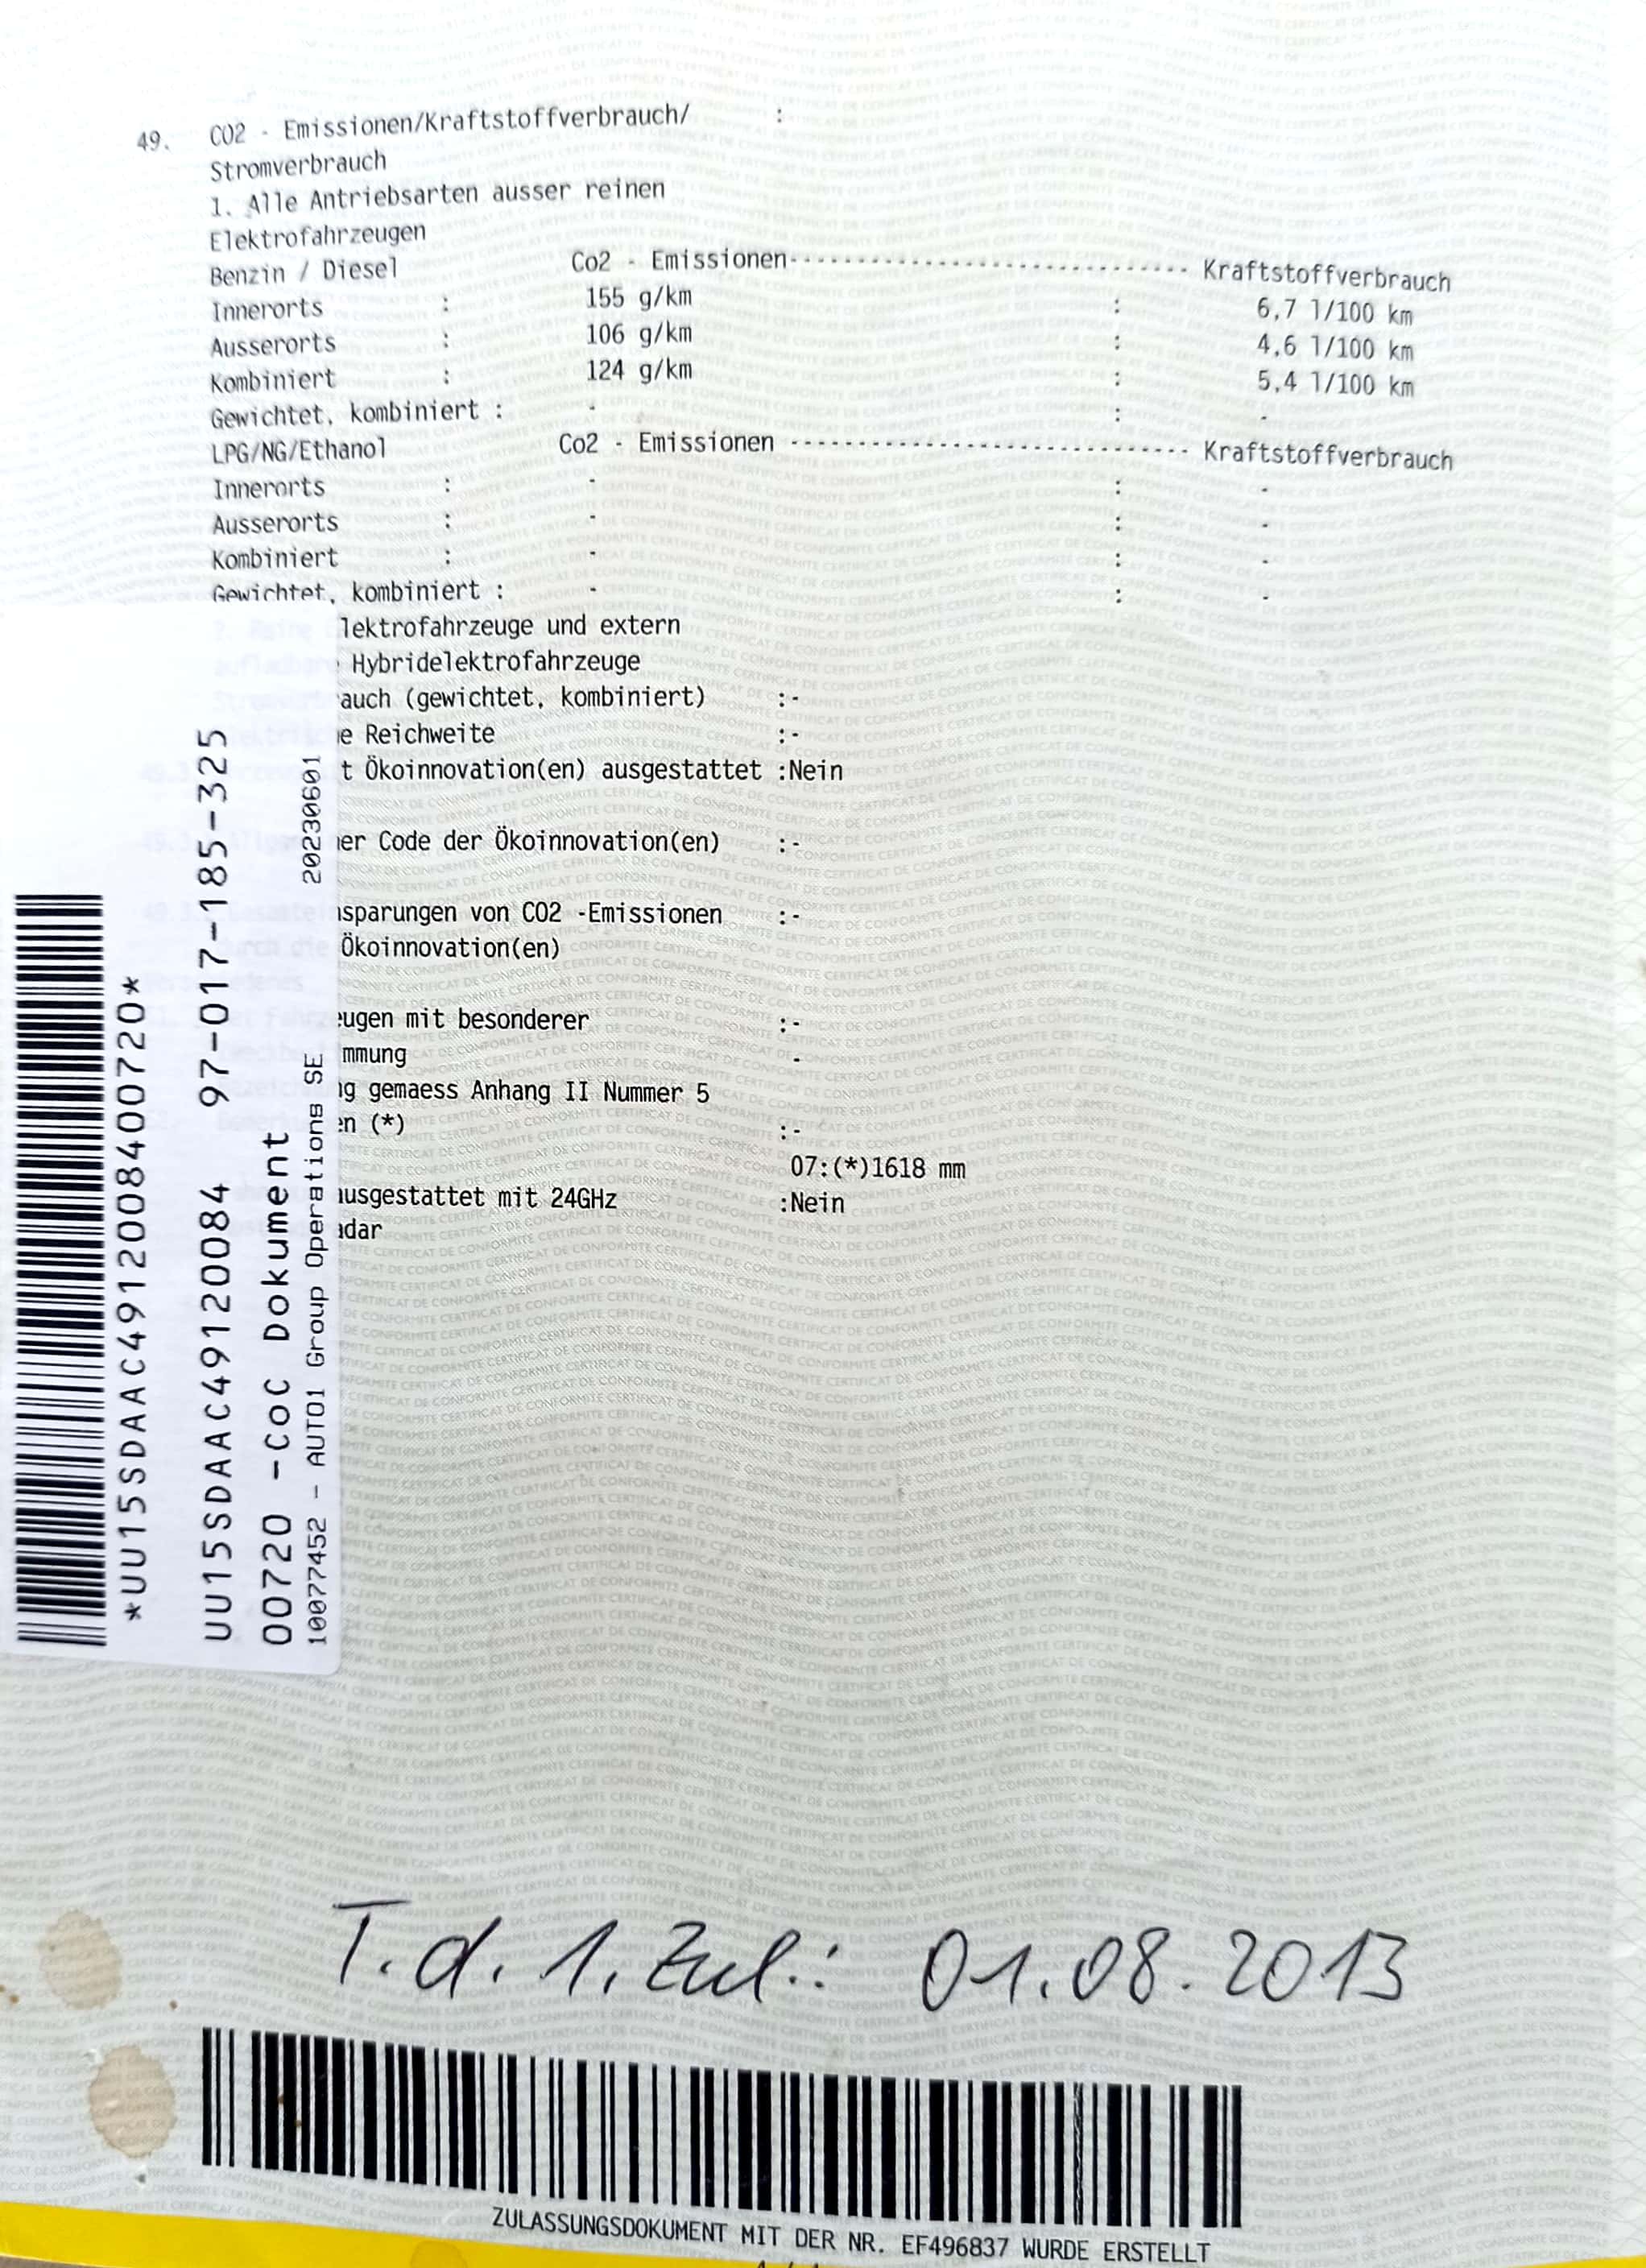 49. CO2 - Emissionen/Kraftstoffverbrauch/ :
Stromverbrauch
1. Alle Antriebsarten ausser reinen
Elektrofahrzeugen
Benzin / Diesel Co2 - Emissionen------------------------------ Kraftstoffverbrauch
Innerorts : 155 g/km : 6,7 l/100 km
Ausserorts : 106 g/km : 4,6 l/100 km
Kombiniert : 124 g/km : 5,4 l/100 km
Gewichtet, kombiniert : - : -
LPG/NG/Ethanol Co2 - Emissionen ------------------------------ Kraftstoffverbrauch
Innerorts : - : -
Ausserorts : - : -
Kombiniert : - : -
Gewichtet, kombiniert : - : -
lektrofahrzeuge und extern
Hybridelektrofahrzeuge
auch (gewichtet, kombiniert) :-
e Reichweite :-
t Ökoinnovation(en) ausgestattet :Nein
er Code der Ökoinnovation(en) :-
sparungen von CO2 -Emissionen :-
Ökoinnovation(en)
eugen mit besonderer :-
mmung -
g gemaess Anhang II Nummer 5
en (*) :-
07:(*)1618 mm
ausgestattet mit 24GHz :Nein
adar
*UU15SDAAC4912008400720*
UU15SDAAC49120084 97-017-185-325
00720 -CoC Dokument
10077452 - AUTO1 Group Operations SE 20230601
T.d. 1. Zul.: 01.08.2013
ZULASSUNGSDOKUMENT MIT DER NR. EF496837 WURDE ERSTELLT